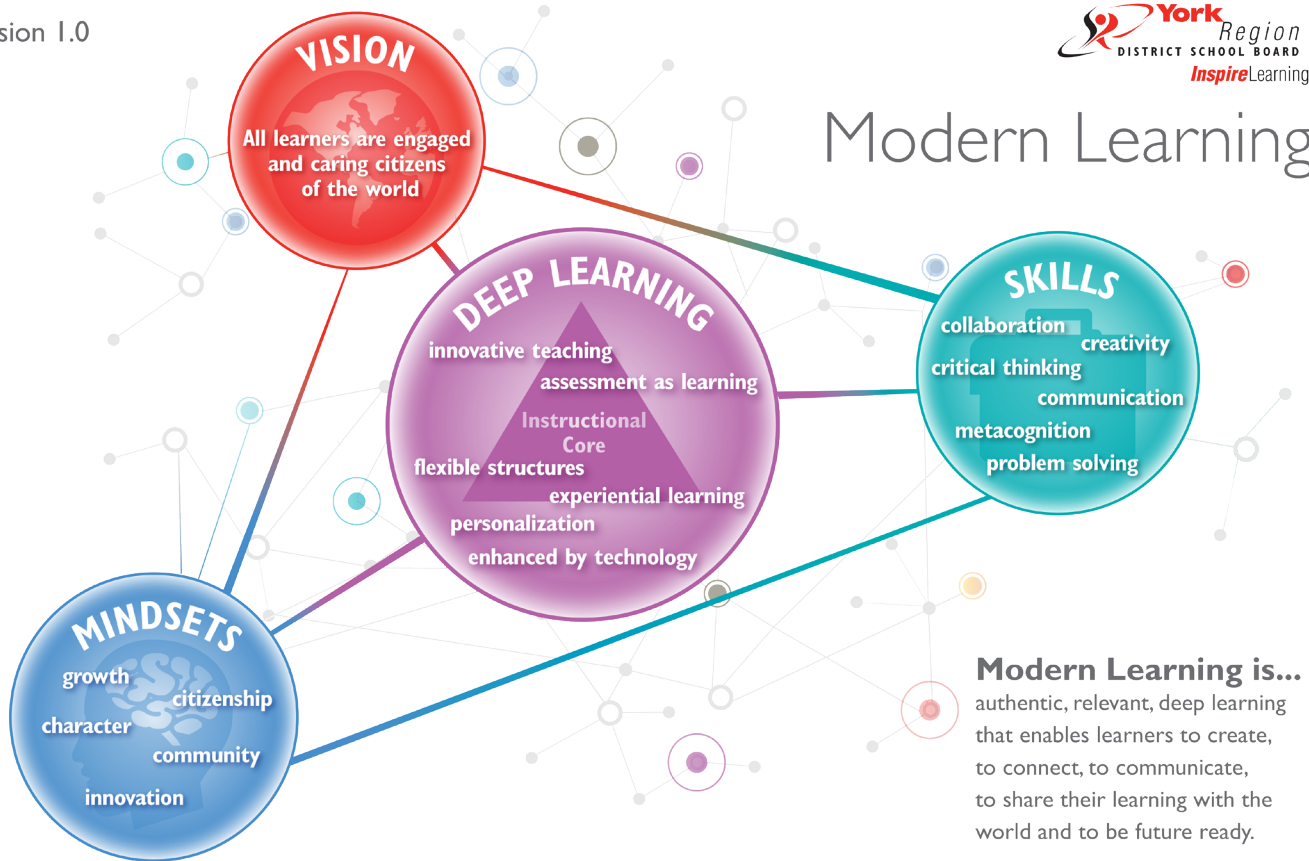 sion 1.0
York
Region
DISTRICT SCHOOL BOARD
InspireLearning
Modern Learning
VISION
All learners are engaged
and caring citizens
of the world
DEEP LEARNING
innovative teaching
assessment as learning
Instructional
Core
flexible structures
experiential learning
personalization
enhanced by technology
SKILLS
collaboration
creativity
critical thinking
communication
metacognition
problem solving
MINDSETS
growth
citizenship
character
community
innovation
Modern Learning is...
authentic, relevant, deep learning
that enables learners to create,
to connect, to communicate,
to share their learning with the
world and to be future ready.